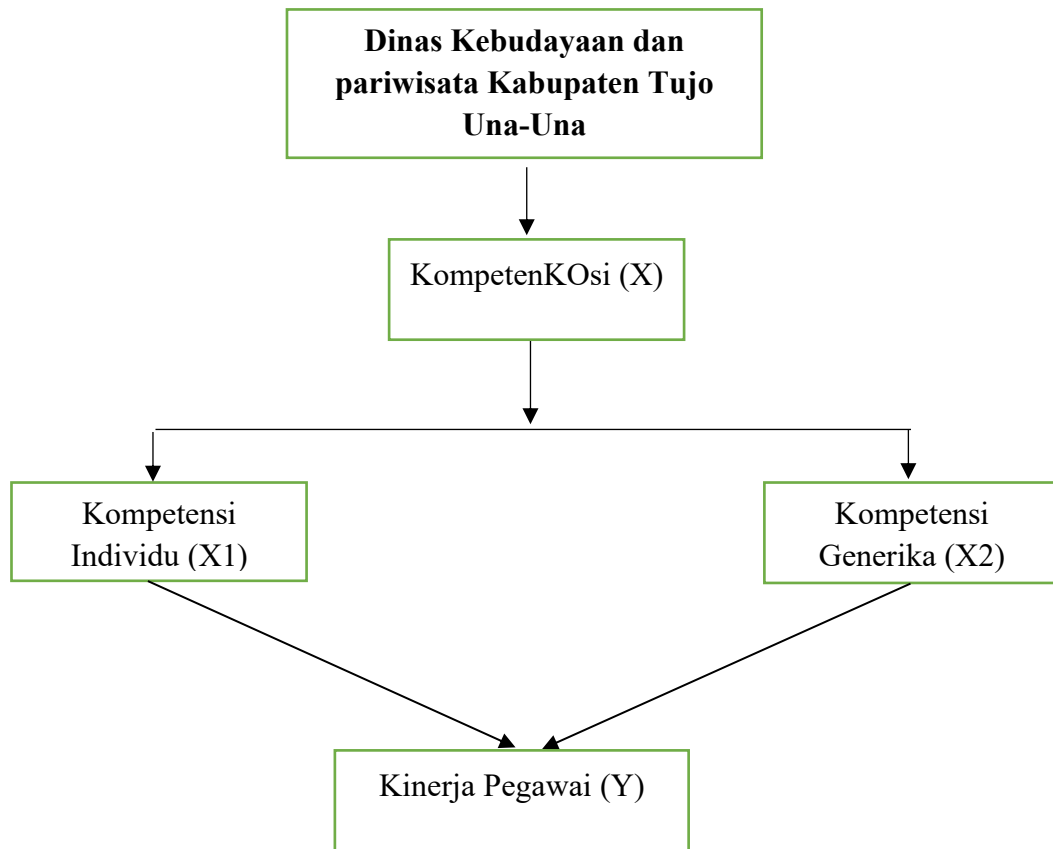 Dinas Kebudayaan dan
pariwisata Kabupaten Tujo
Una-Una
KompetenKOsi (X)
Kompetensi
Individu (X1)
Kompetensi
Generika (X2)
Kinerja Pegawai (Y)